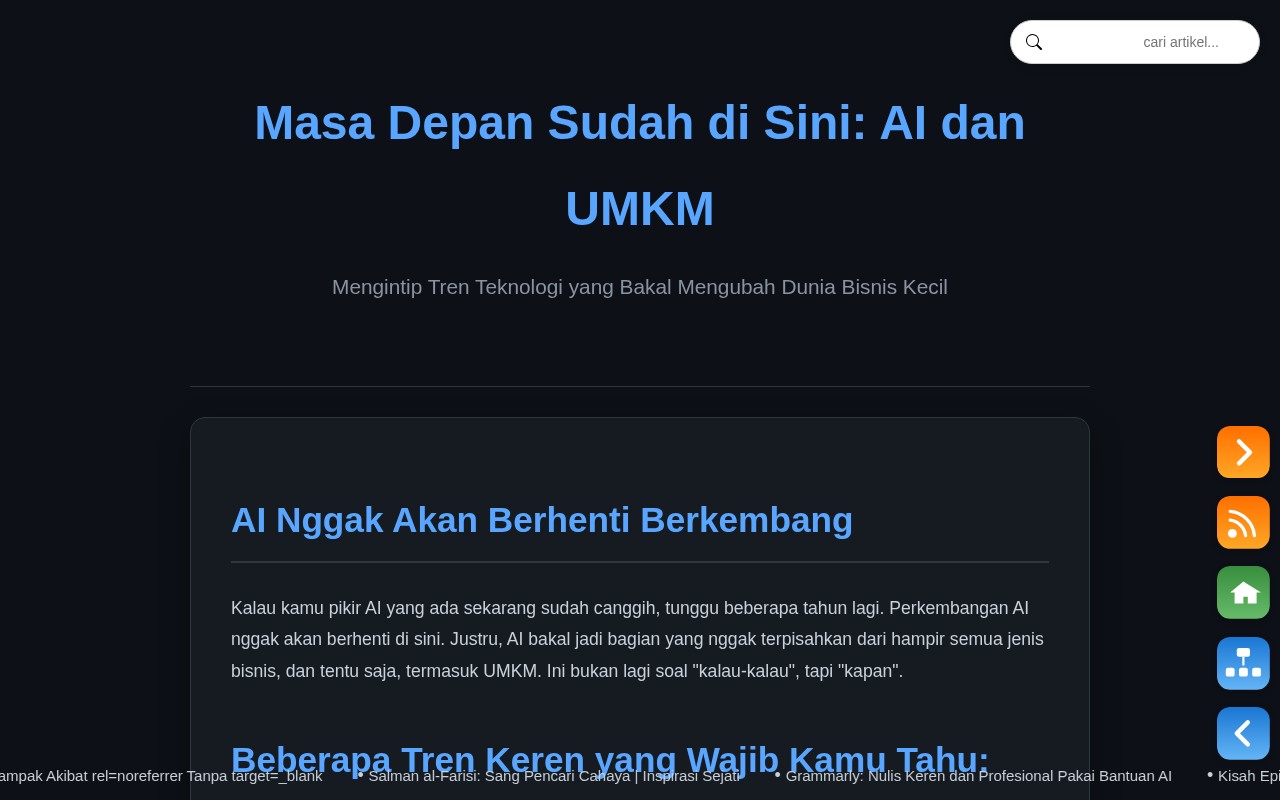 cari artikel...
Masa Depan Sudah di Sini: AI dan
UMKM
Mengintip Tren Teknologi yang Bakal Mengubah Dunia Bisnis Kecil
AI Nggak Akan Berhenti Berkembang
Kalau kamu pikir AI yang ada sekarang sudah canggih, tunggu beberapa tahun lagi. Perkembangan AI
nggak akan berhenti di sini. Justru, AI bakal jadi bagian yang nggak terpisahkan dari hampir semua jenis
bisnis, dan tentu saja, termasuk UMKM. Ini bukan lagi soal "kalau-kalau", tapi "kapan".
Beberapa Tren Keren yang Wajib Kamu Tahu:
ampak Akibat rel=noreferrer Tanpa target=_blank • Salman al-Farisi: Sang Pencari Cahaya | Inspirasi Sejati • Grammarly: Nulis Keren dan Profesional Pakai Bantuan AI • Kisah Epi